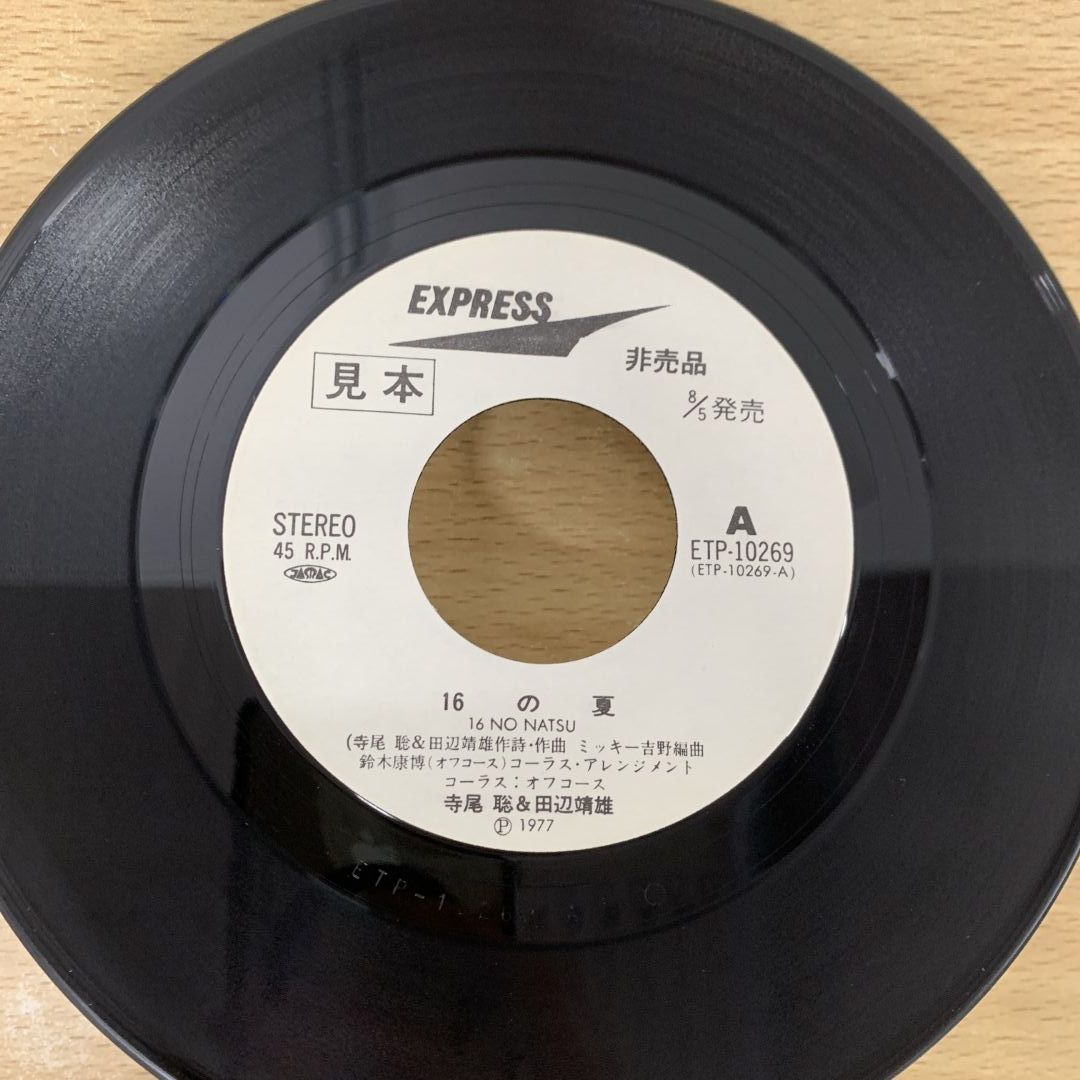 EXPRESS
見本
非売品
8/5発売
STEREO
45 R.P.M.
JASRAC
A
ETP-10269
(ETP-10269-A)
16 の 夏
16 NO NATSU
(寺尾 聡&田辺靖雄作詩・作曲 ミッキー吉野編曲
鈴木康博(オフコース)コーラス・アレンジメント
コーラス:オフコース
寺尾 聡&田辺靖雄
Ⓟ 1977